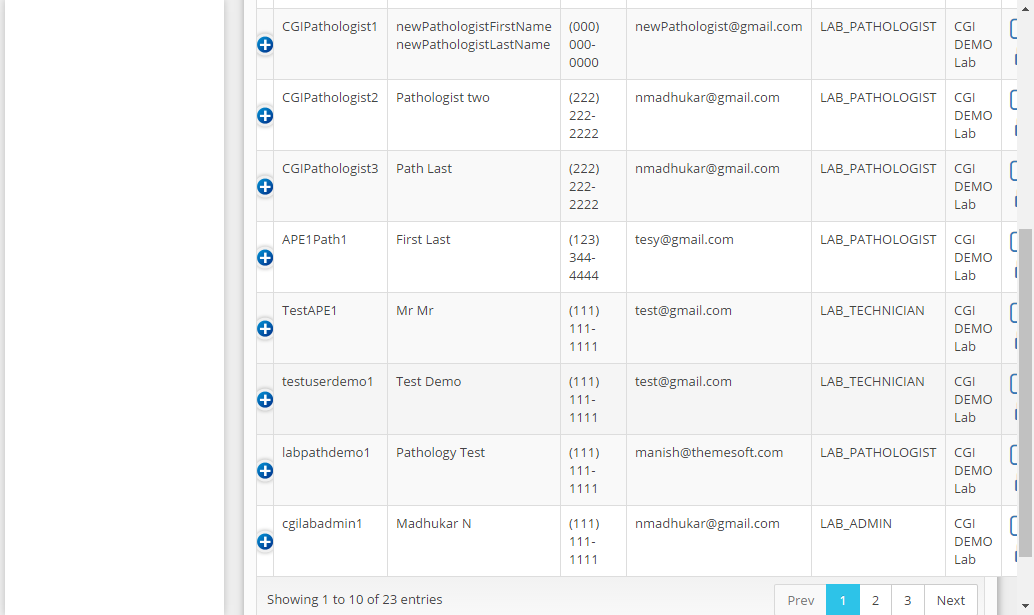 CGIPathologist1 newPathologistFirstName (000) newPathologist@gmail.com LAB_PATHOLOGIST CGI
newPathologistLastName 000- DEMO
0000 Lab
CGIPathologist2 Pathologist two (222) nmadhukar@gmail.com LAB_PATHOLOGIST CGI
222- DEMO
2222 Lab
CGIPathologist3 Path Last (222) nmadhukar@gmail.com LAB_PATHOLOGIST CGI
222- DEMO
2222 Lab
APE1Path1 First Last (123) tesy@gmail.com LAB_PATHOLOGIST CGI
344- DEMO
4444 Lab
TestAPE1 Mr Mr (111) test@gmail.com LAB_TECHNICIAN CGI
111- DEMO
1111 Lab
testuserdemo1 Test Demo (111) test@gmail.com LAB_TECHNICIAN CGI
111- DEMO
1111 Lab
labpathdemo1 Pathology Test (111) manish@themesoft.com LAB_PATHOLOGIST CGI
111- DEMO
1111 Lab
cgilabadmin1 Madhukar N (111) nmadhukar@gmail.com LAB_ADMIN CGI
111- DEMO
1111 Lab
Showing 1 to 10 of 23 entries Prev 1 2 3 Next